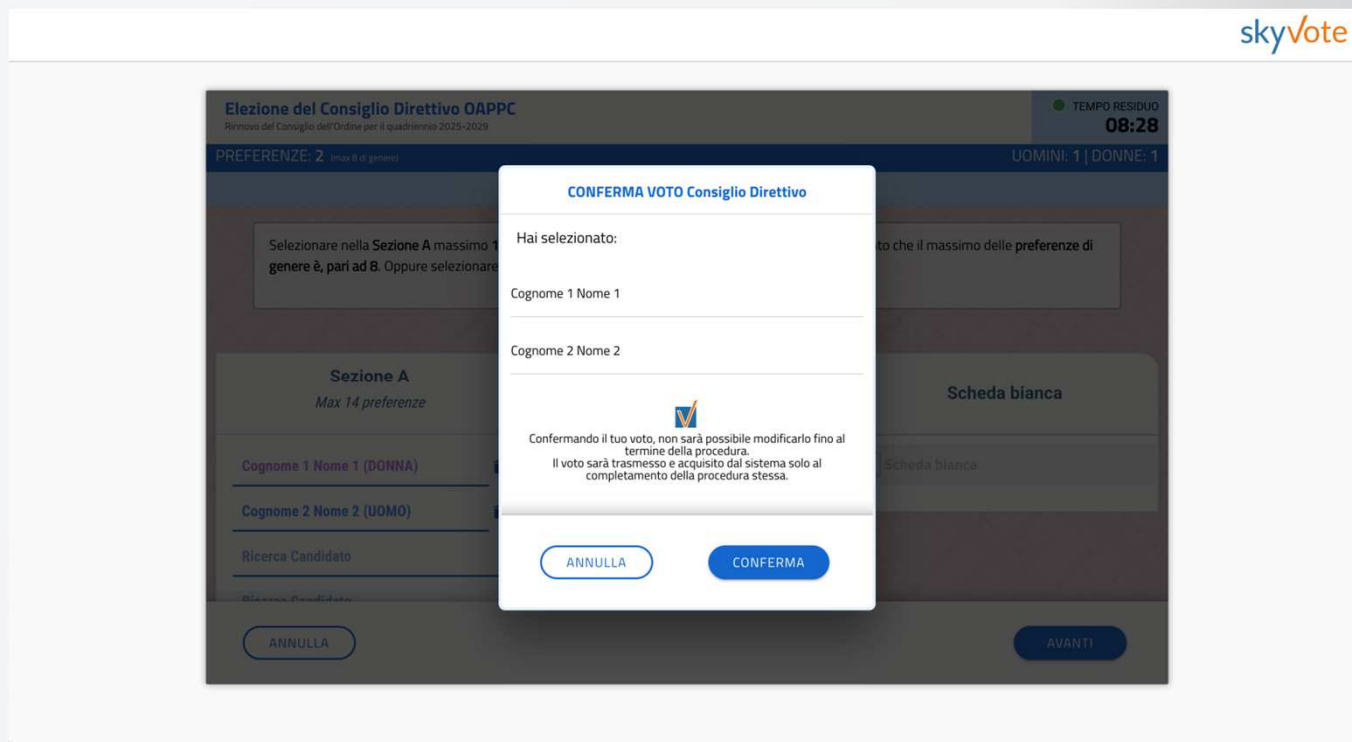 skyvote
Elezione del Consiglio Direttivo OAPPC
Rinnovo del Consiglio dell'Ordine per il quadriennio 2025-2029
TEMPO RESIDUO
08:28
PREFERENZE: 2 (max 8 di genere)
UOMINI: 1 | DONNE: 1
CONFERMA VOTO Consiglio Direttivo
Hai selezionato:
Selezionare nella Sezione A massimo 1
to che il massimo delle preferenze di
genere è, pari ad 8. Oppure selezionare
Cognome 1 Nome 1
Cognome 2 Nome 2
Sezione A
Max 14 preferenze
Scheda bianca
Confermando il tuo voto, non sarà possibile modificarlo fino al
termine della procedura.
Il voto sarà trasmesso e acquisito dal sistema solo al
completamento della procedura stessa.
Cognome 1 Nome 1 (DONNA)
Scheda bianca
Cognome 2 Nome 2 (UOMO)
Ricerca Candidato
ANNULLA
CONFERMA
Ricerca Candidato
ANNULLA
AVANTI